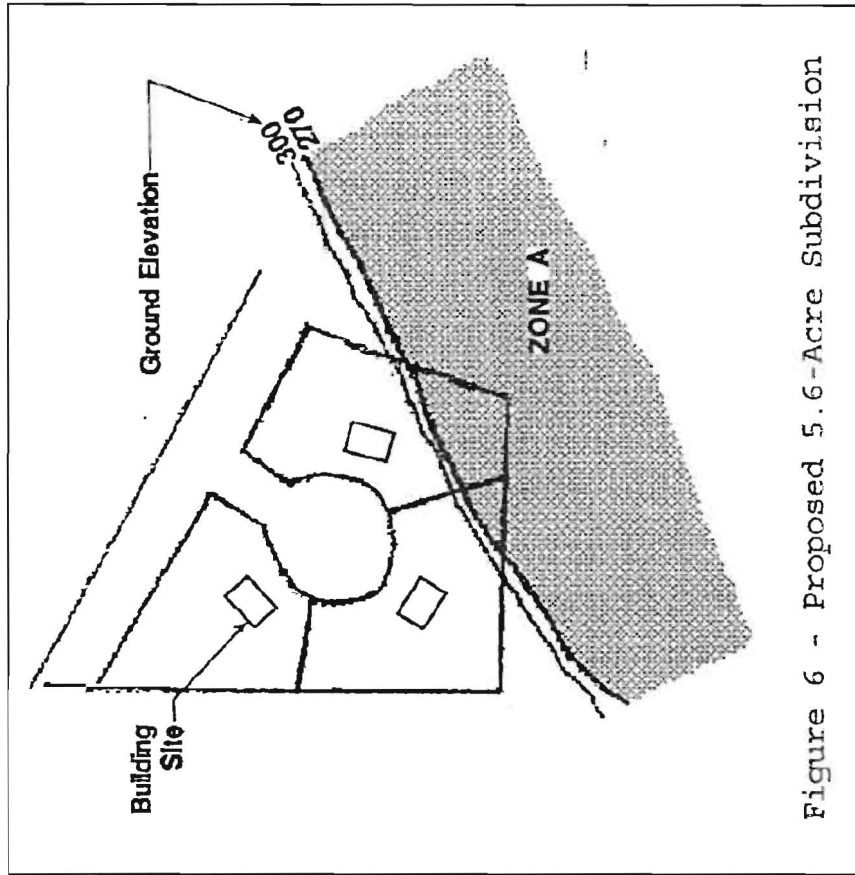 Ground Elevation
300
270
Building
Site
ZONE A
Figure 6 - Proposed 5.6-Acre Subdivision